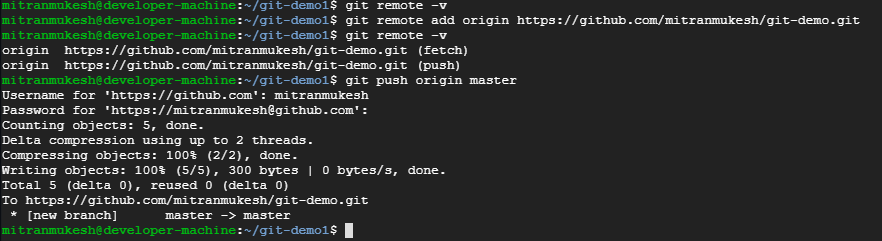 mitranmukesh@developer-machine:~/git-demo1$ git remote -v
mitranmukesh@developer-machine:~/git-demo1$ git remote add origin https://github.com/mitranmukesh/git-demo.git
mitranmukesh@developer-machine:~/git-demo1$ git remote -v
origin  https://github.com/mitranmukesh/git-demo.git (fetch)
origin  https://github.com/mitranmukesh/git-demo.git (push)
mitranmukesh@developer-machine:~/git-demo1$ git push origin master
Username for 'https://github.com': mitranmukesh
Password for 'https://mitranmukesh@github.com':
Counting objects: 5, done.
Delta compression using up to 2 threads.
Compressing objects: 100% (2/2), done.
Writing objects: 100% (5/5), 300 bytes | 0 bytes/s, done.
Total 5 (delta 0), reused 0 (delta 0)
To https://github.com/mitranmukesh/git-demo.git
 * [new branch]      master -> master
mitranmukesh@developer-machine:~/git-demo1$